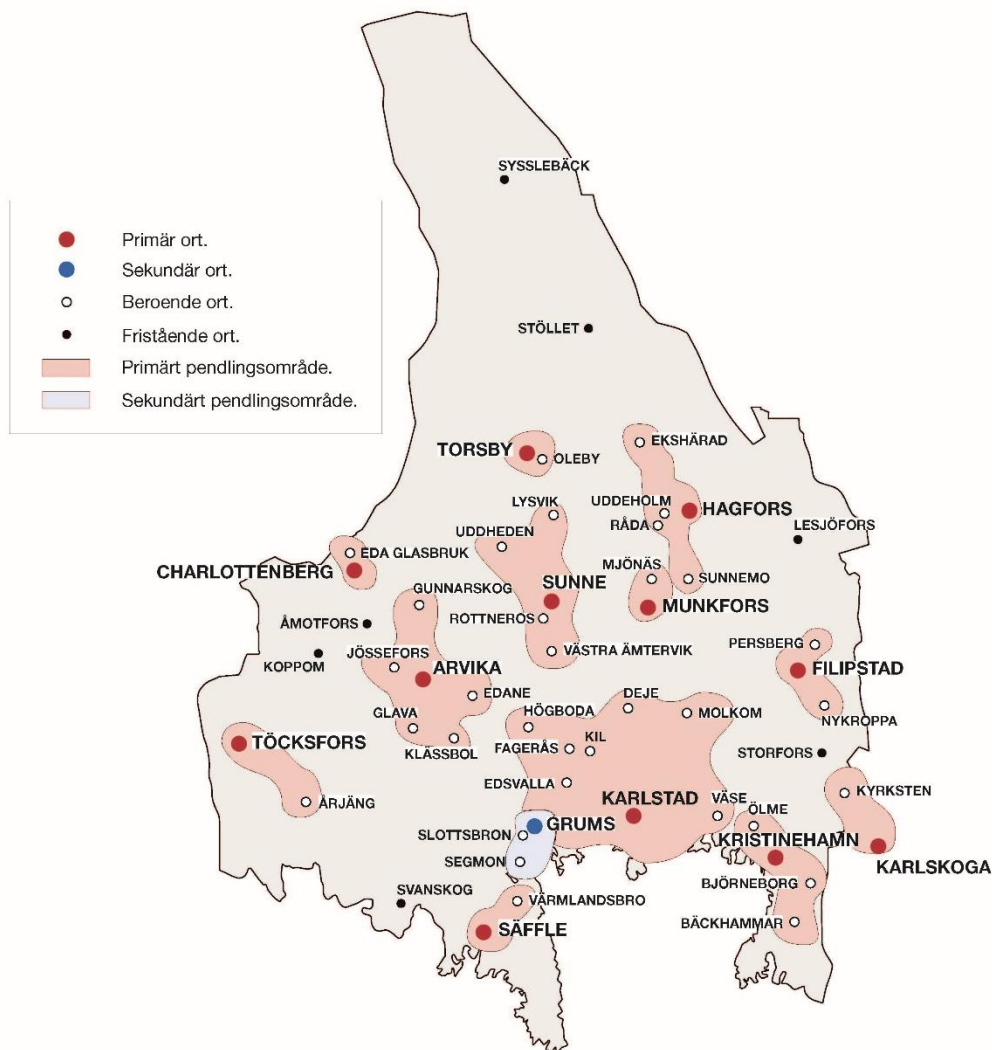 SYSSLEBÄCK
Primär ort.
Sekundär ort.
Beroende ort.
Fristående ort.
Primärt pendlingsområde.
Sekundärt pendlingsområde.
STÖLLET
TORSBY
OLEBY
EKSHÄRAD
LYSVIK
UDDEHOLM
HAGFORS
RÅDA
LESJÖFORS
UDDHEDEN
EDA GLASBRUK
CHARLOTTENBERG
MJÖNÄS
SUNNEMO
GUNNARSKOG
SUNNE
MUNKFORS
ÅMOTFORS
ROTTNEROS
PERSBERG
KOPPOM
JÖSSEFORS
VÄSTRA ÄMTERVIK
ARVIKA
FILIPSTAD
EDANE
DEJE
GLAVA
HÖGBODA
MOLKOM
NYKROPPA
TÖCKSFORS
KLÄSSBOL
FAGERÅS
KIL
STORFORS
EDSVALLA
KYRKSTEN
ÅRJÄNG
KARLSTAD
VÄSE
ÖLME
GRUMS
SLOTTSBRON
KRISTINEHAMN
SEGMON
KARLSKOGA
SVANSKOG
BJÖRNEBORG
VÄRMLANDSBRO
BÄCKHAMMAR
SÄFFLE